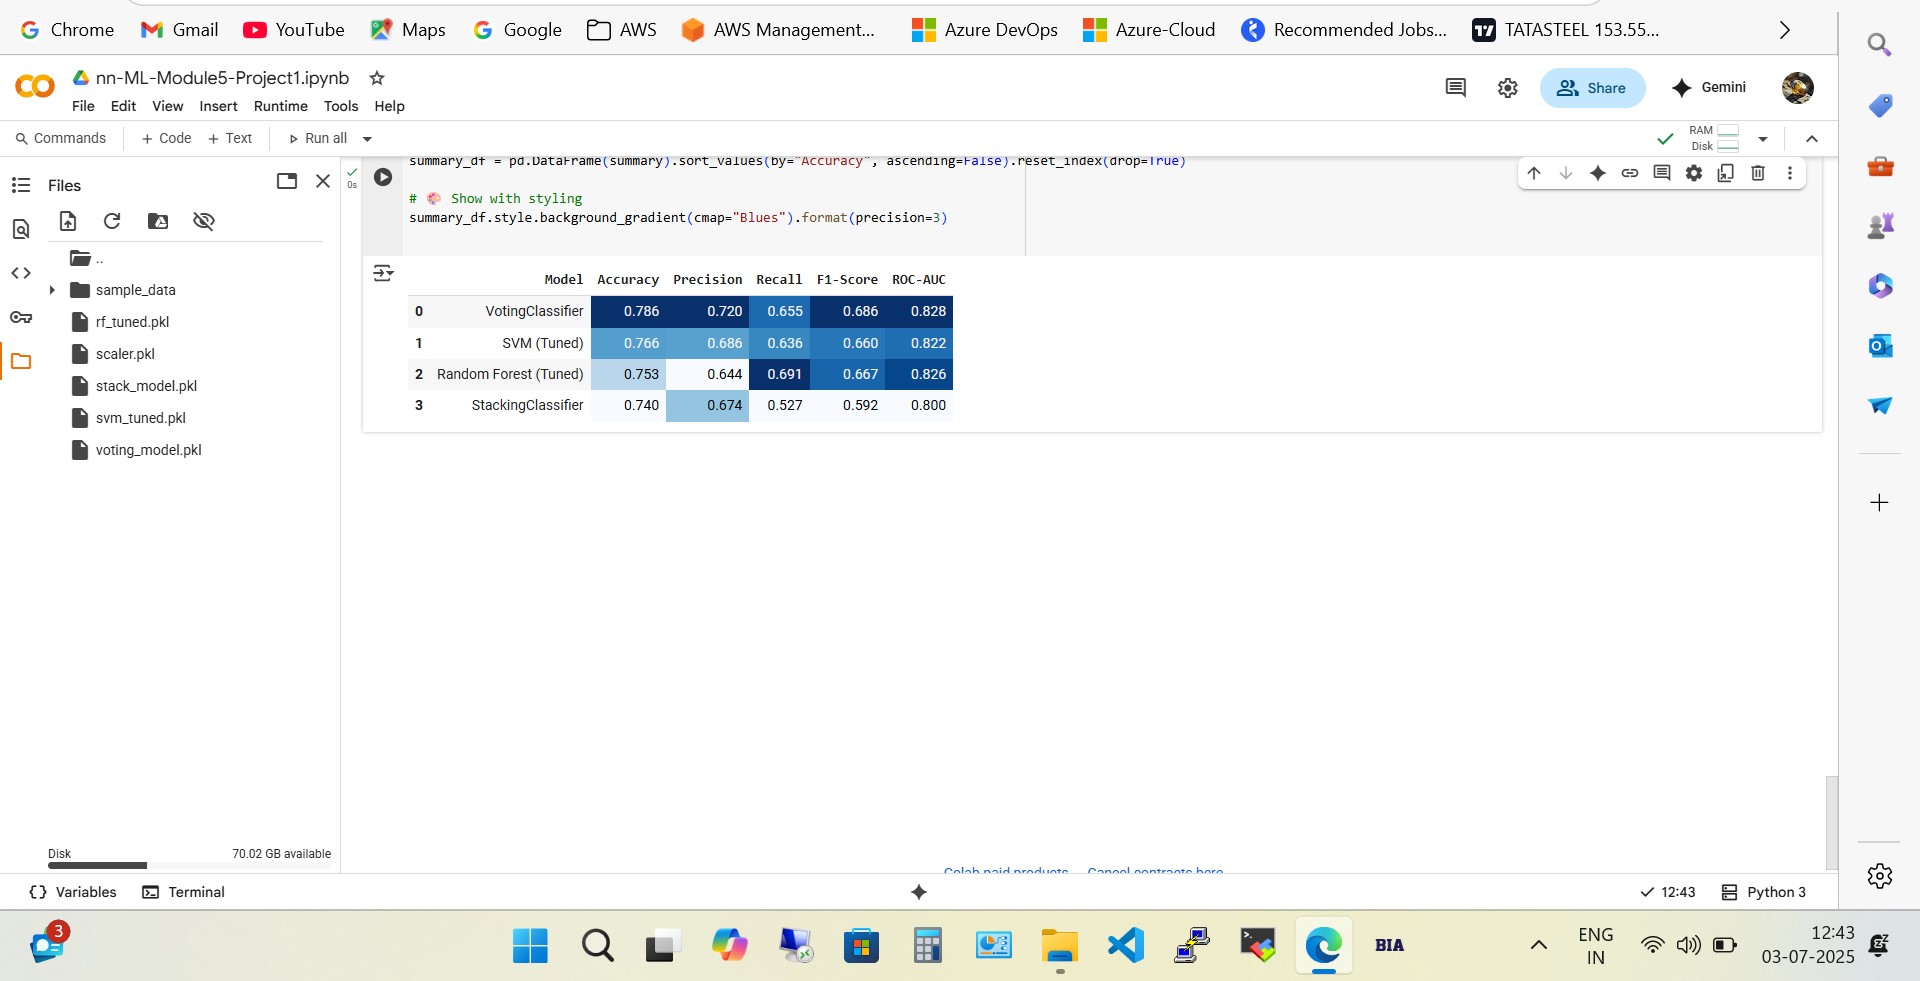 Chrome Gmail YouTube Maps Google AWS AWS Management... Azure DevOps Azure-Cloud Recommended Jobs... TATASTEEL 153.55...
nn-ML-Module5-Project1.ipynb
File Edit View Insert Runtime Tools Help
Share Gemini
Commands + Code + Text Run all
RAM
Disk
Files
..
sample_data
rf_tuned.pkl
scaler.pkl
stack_model.pkl
svm_tuned.pkl
voting_model.pkl
Disk 70.02 GB available
0s
summary_df = pd.DataFrame(summary).sort_values(by="Accuracy", ascending=False).reset_index(drop=True)
# 🎨 Show with styling
summary_df.style.background_gradient(cmap="Blues").format(precision=3)
Model Accuracy Precision Recall F1-Score ROC-AUC
0 VotingClassifier 0.786 0.720 0.655 0.686 0.828
1 SVM (Tuned) 0.766 0.686 0.636 0.660 0.822
2 Random Forest (Tuned) 0.753 0.644 0.691 0.667 0.826
3 StackingClassifier 0.740 0.674 0.527 0.592 0.800
Colab paid products Cancel contracts here
Variables Terminal 12:43 Python 3
3
BIA
ENG
IN
12:43
03-07-2025